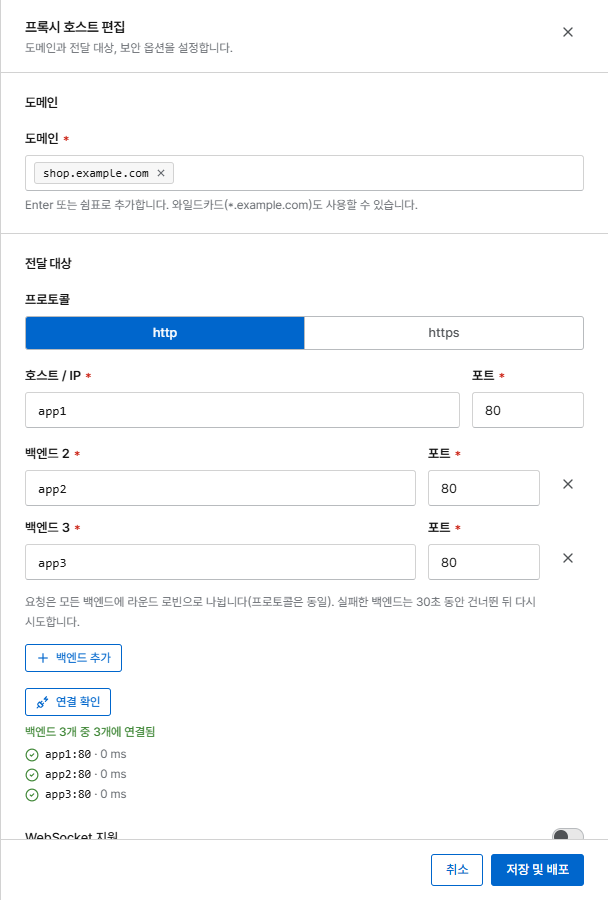 프록시 호스트 편집
도메인과 전달 대상, 보안 옵션을 설정합니다.
도메인
도메인 *
shop.example.com ×
Enter 또는 쉼표로 추가합니다. 와일드카드(*.example.com)도 사용할 수 있습니다.
전달 대상
프로토콜
http https
호스트 / IP * 포트 *
app1 80
백엔드 2 * 포트 *
app2 80
백엔드 3 * 포트 *
app3 80
요청은 모든 백엔드에 라운드 로빈으로 나뉩니다(프로토콜은 동일). 실패한 백엔드는 30초 동안 건너뛴 뒤 다시
시도합니다.
+ 백엔드 추가
연결 확인
백엔드 3개 중 3개에 연결됨
app1:80 · 0 ms
app2:80 · 0 ms
app3:80 · 0 ms
WebSocket 지원
취소 저장 및 배포